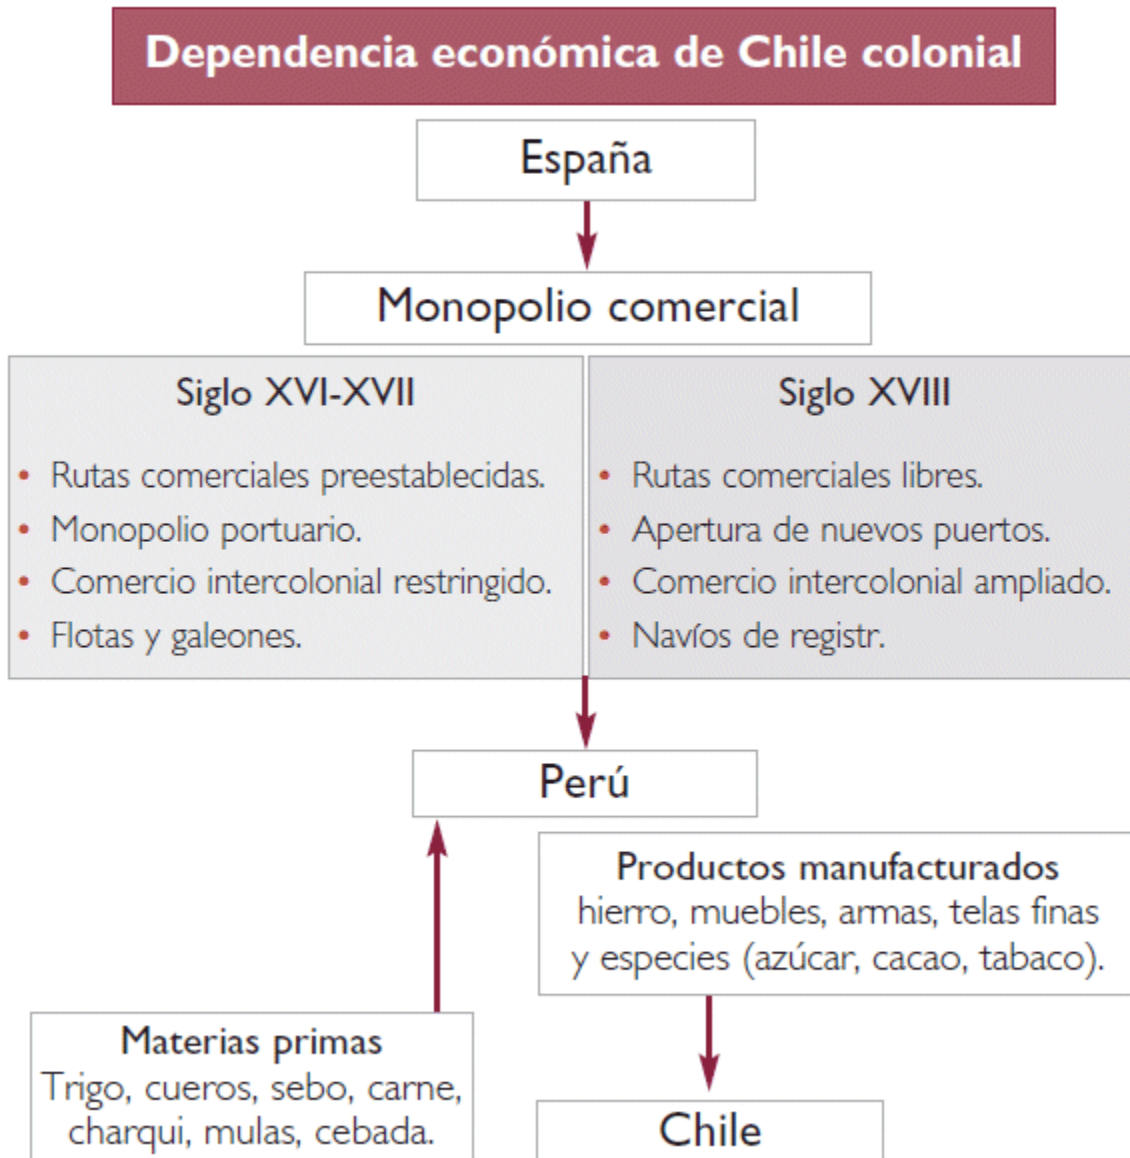 Dependencia económica de Chile colonial
España
Monopolio comercial
Siglo XVI-XVII
• Rutas comerciales preestablecidas.
• Monopolio portuario.
• Comercio intercolonial restringido.
• Flotas y galeones.
Siglo XVIII
• Rutas comerciales libres.
• Apertura de nuevos puertos.
• Comercio intercolonial ampliado.
• Navíos de registr.
Perú
Productos manufacturados
hierro, muebles, armas, telas finas
y especies (azúcar, cacao, tabaco).
Materias primas
Trigo, cueros, sebo, carne,
charqui, mulas, cebada.
Chile